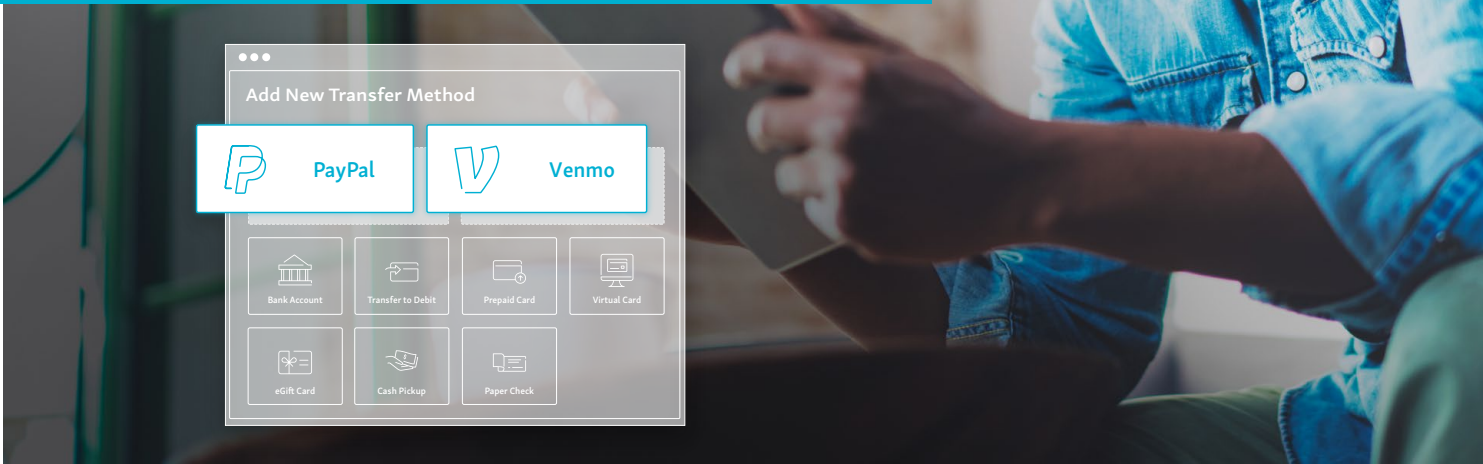 Add New Transfer Method
PayPal Venmo
Bank Account Transfer to Debit Prepaid Card Virtual Card
eGift Card Cash Pickup Paper Check